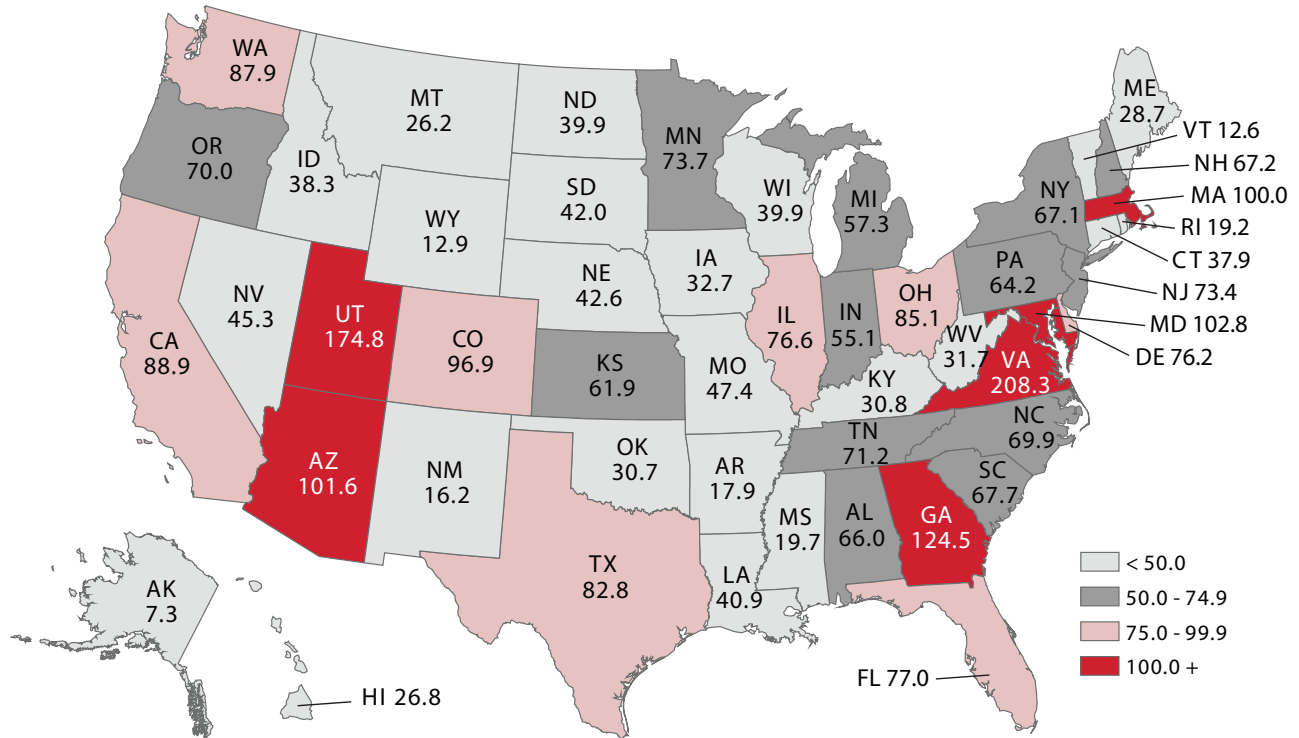 WA
87.9
OR
70.0
CA
88.9
NV
45.3
ID
38.3
MT
26.2
WY
12.9
UT
174.8
AZ
101.6
CO
96.9
NM
16.2
ND
39.9
SD
42.0
NE
42.6
KS
61.9
OK
30.7
TX
82.8
MN
73.7
IA
32.7
MO
47.4
AR
17.9
LA
40.9
WI
39.9
IL
76.6
MI
57.3
IN
55.1
OH
85.1
KY
30.8
TN
71.2
MS
19.7
AL
66.0
GA
124.5
SC
67.7
NC
69.9
VA
208.3
WV
31.7
PA
64.2
NY
67.1
ME
28.7
VT 12.6
NH 67.2
MA 100.0
RI 19.2
CT 37.9
NJ 73.4
MD 102.8
DE 76.2
FL 77.0
AK
7.3
HI 26.8
< 50.0
50.0 - 74.9
75.0 - 99.9
100.0 +